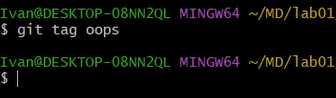 Ivan@DESKTOP-08NN2QL MINGW64 ~/MD/lab01
$ git tag oops
Ivan@DESKTOP-08NN2QL MINGW64 ~/MD/lab01
$